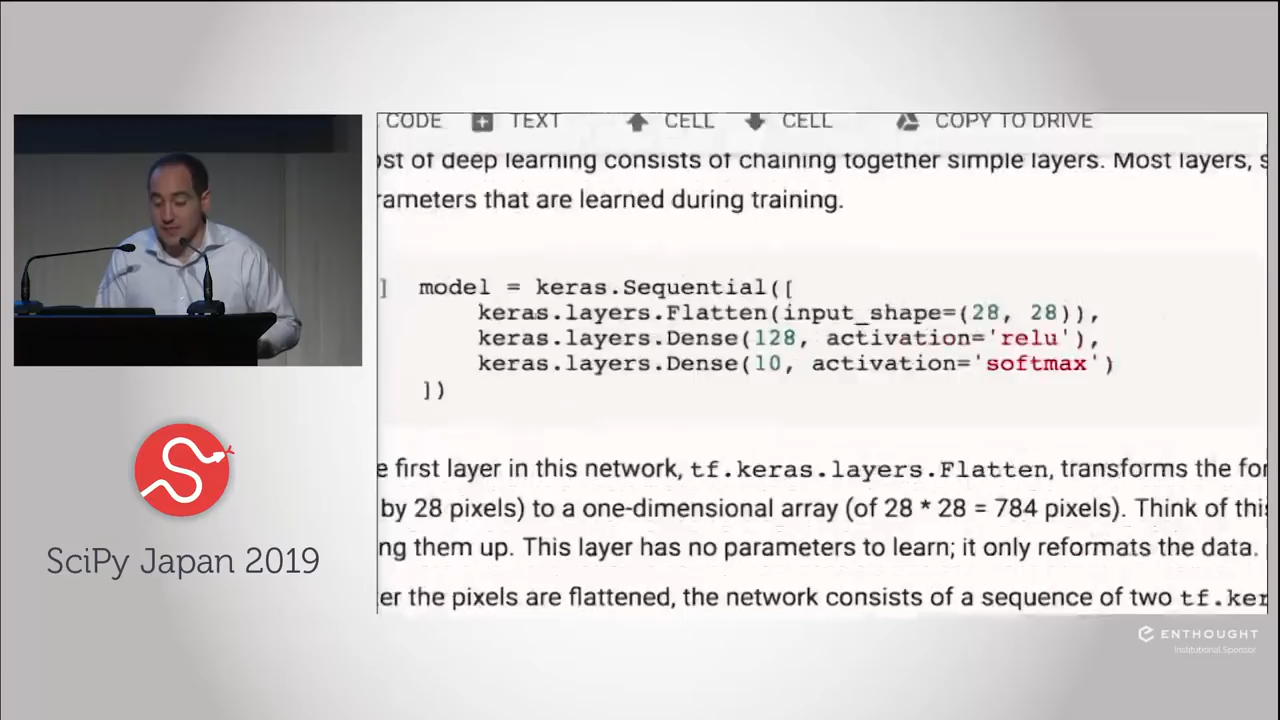 CODE TEXT CELL CELL COPY TO DRIVE
ost of deep learning consists of chaining together simple layers. Most layers, s
rameters that are learned during training.
] model = keras.Sequential([
keras.layers.Flatten(input_shape=(28, 28)),
keras.layers.Dense(128, activation='relu'),
keras.layers.Dense(10, activation='softmax')
])
e first layer in this network, tf.keras.layers.Flatten, transforms the for
by 28 pixels) to a one-dimensional array (of 28 * 28 = 784 pixels). Think of this
ng them up. This layer has no parameters to learn; it only reformats the data.
er the pixels are flattened, the network consists of a sequence of two tf.ker
SciPy Japan 2019
ENTHOUGHT
Institutional Sponsor